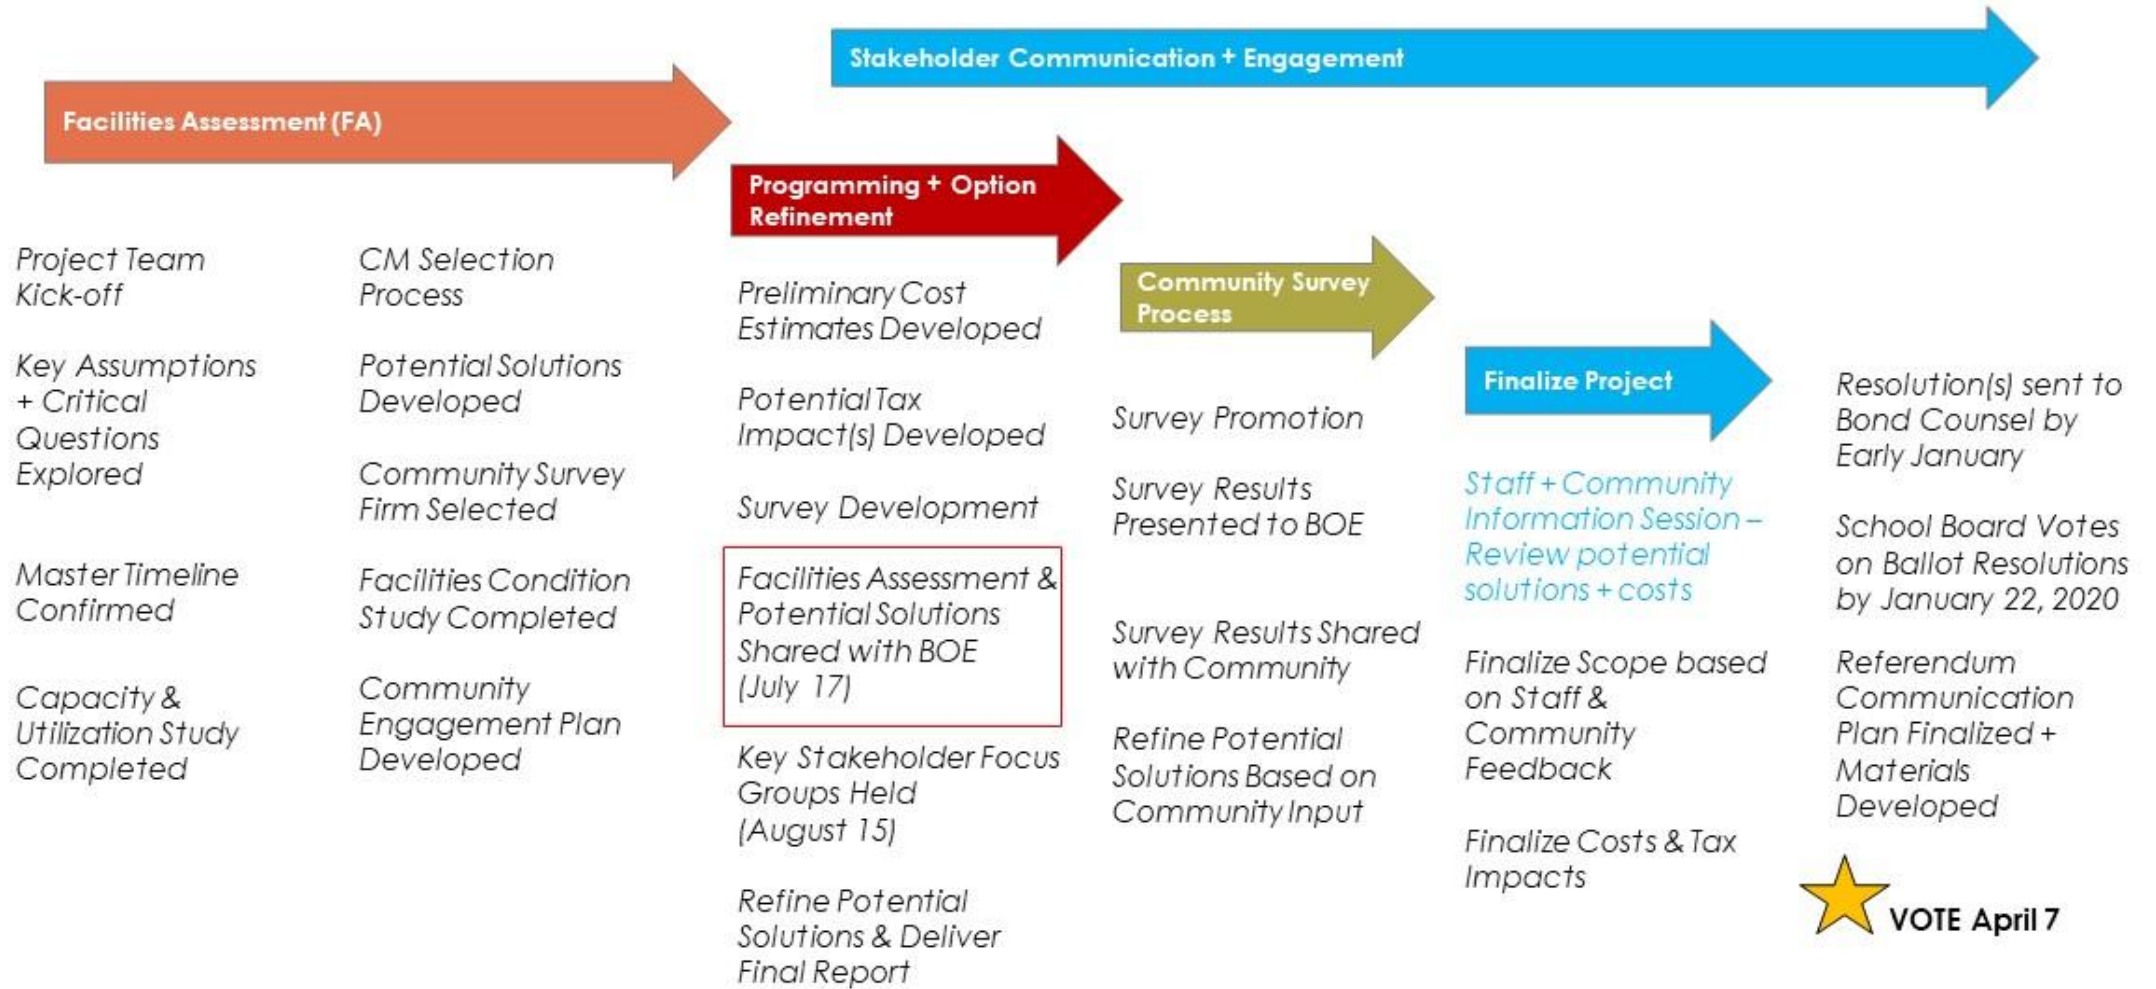 Stakeholder Communication + Engagement
Facilities Assessment (FA)
Programming + Option
Refinement
Community Survey
Process
Finalize Project
Project Team
Kick-off
Key Assumptions
+ Critical
Questions
Explored
Master Timeline
Confirmed
Capacity &
Utilization Study
Completed
CM Selection
Process
Potential Solutions
Developed
Community Survey
Firm Selected
Facilities Condition
Study Completed
Community
Engagement Plan
Developed
Preliminary Cost
Estimates Developed
Potential Tax
Impact(s) Developed
Survey Development
Facilities Assessment &
Potential Solutions
Shared with BOE
(July 17)
Key Stakeholder Focus
Groups Held
(August 15)
Refine Potential
Solutions & Deliver
Final Report
Survey Promotion
Survey Results
Presented to BOE
Survey Results Shared
with Community
Refine Potential
Solutions Based on
Community Input
Staff + Community
Information Session –
Review potential
solutions + costs
Finalize Scope based
on Staff &
Community
Feedback
Finalize Costs & Tax
Impacts
Resolution(s) sent to
Bond Counsel by
Early January
School Board Votes
on Ballot Resolutions
by January 22, 2020
Referendum
Communication
Plan Finalized +
Materials
Developed
VOTE April 7